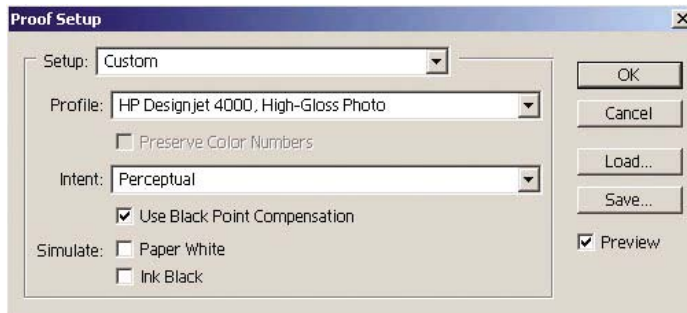 Proof Setup
Setup: Custom
OK
Profile: HP Designjet 4000, High-Gloss Photo
Cancel
Preserve Color Numbers
Load...
Intent: Perceptual
Save...
Use Black Point Compensation
Preview
Simulate: Paper White
Ink Black